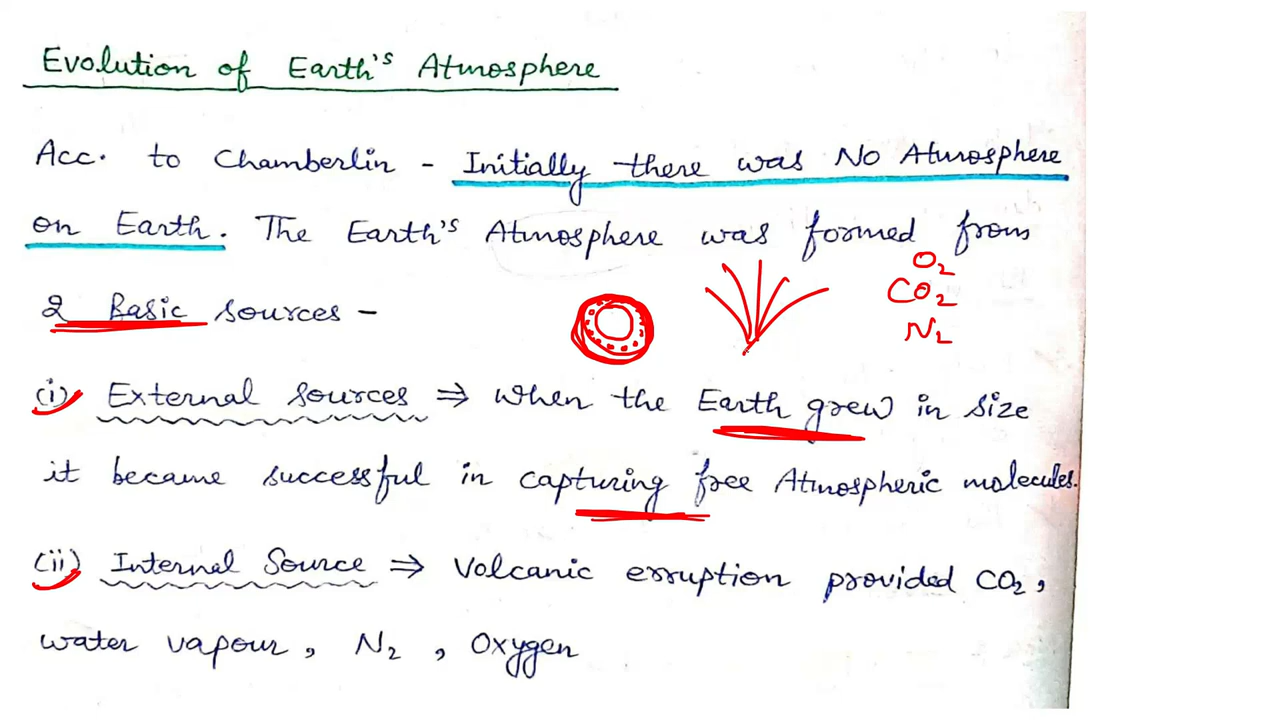 Evolution of Earth's Atmosphere
Acc. to Chamberlin - Initially there was No Atmosphere
on Earth. The Earth's Atmosphere was formed from
O2
CO2
2 Basic sources -
N2
(i) External sources ⇒ when the Earth grew in size
it became successful in capturing free Atmospheric molecules.
(ii) Internal Source ⇒ Volcanic erruption provided CO2,
water vapour, N2, Oxygen